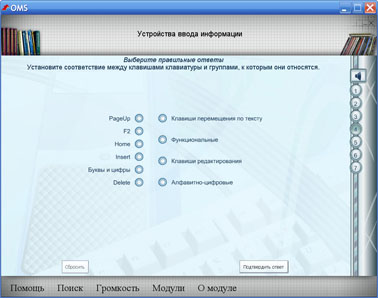 OMS
Устройства ввода информации
Выберите правильные ответы
Установите соответствие между клавишами клавиатуры и группами, к которым они относятся.
PageUp
Клавиши перемещения по тексту
F2
Функциональные
Home
Insert
Клавиши редактирования
Буквы и цифры
Delete
Алфавитно-цифровые
1
2
3
4
5
6
7
Сбросить
Подтвердить ответ
Помощь Поиск Громкость Модули О модуле